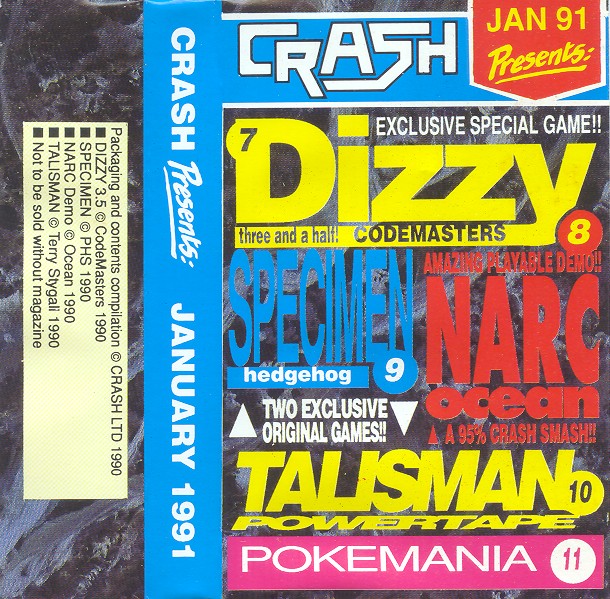 Packaging and contents compilation © CRASH LTD 1990
■ DIZZY 3.5 © CodeMasters 1990
■ SPECIMEN © PHS 1990
■ NARC Demo © Ocean 1990
■ TALISMAN © Terry Stygall 1990
■ Not to be sold without magazine
CRASH Presents: JANUARY 1991
CRASH
JAN 91
Presents:
7
EXCLUSIVE SPECIAL GAME!!
Dizzy
three and a half! CODEMASTERS
8
AMAZING PLAYABLE DEMO!!
NARC
ocean
▲ A 95% CRASH SMASH!!
SPECIMEN
hedgehog 9
▲ TWO EXCLUSIVE ▼
ORIGINAL GAMES!!
TALISMAN 10
POWERTAPE
POKEMANIA 11